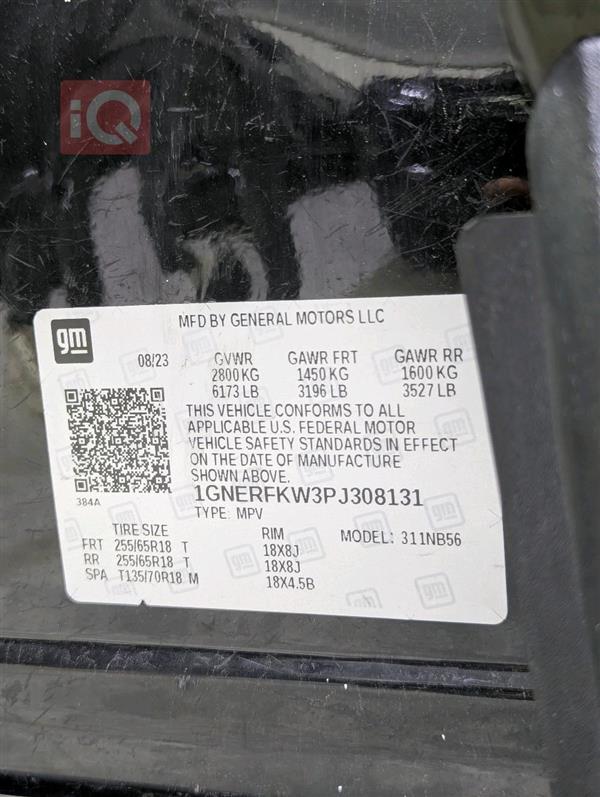 iQ
gm
MFD BY GENERAL MOTORS LLC
08/23 GVWR GAWR FRT GAWR RR
2800 KG 1450 KG 1600 KG
6173 LB 3196 LB 3527 LB
THIS VEHICLE CONFORMS TO ALL
APPLICABLE U.S. FEDERAL MOTOR
VEHICLE SAFETY STANDARDS IN EFFECT
ON THE DATE OF MANUFACTURE
SHOWN ABOVE.
384A
1GNERFKW3PJ308131
TYPE: MPV
TIRE SIZE RIM MODEL: 311NB56
FRT 255/65R18 T 18X8J
RR 255/65R18 T 18X8J
SPA T135/70R18 M 18X4.5B